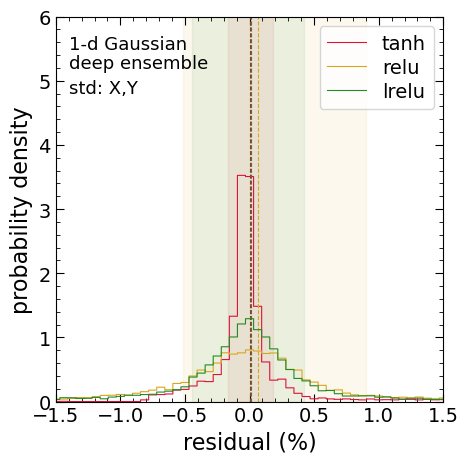 1-d Gaussian
deep ensemble
std: X,Y
tanh
relu
lrelu
probability density
6
5
4
3
2
1
0
−1.5
−1.0
−0.5
0.0
0.5
1.0
1.5
residual (%)